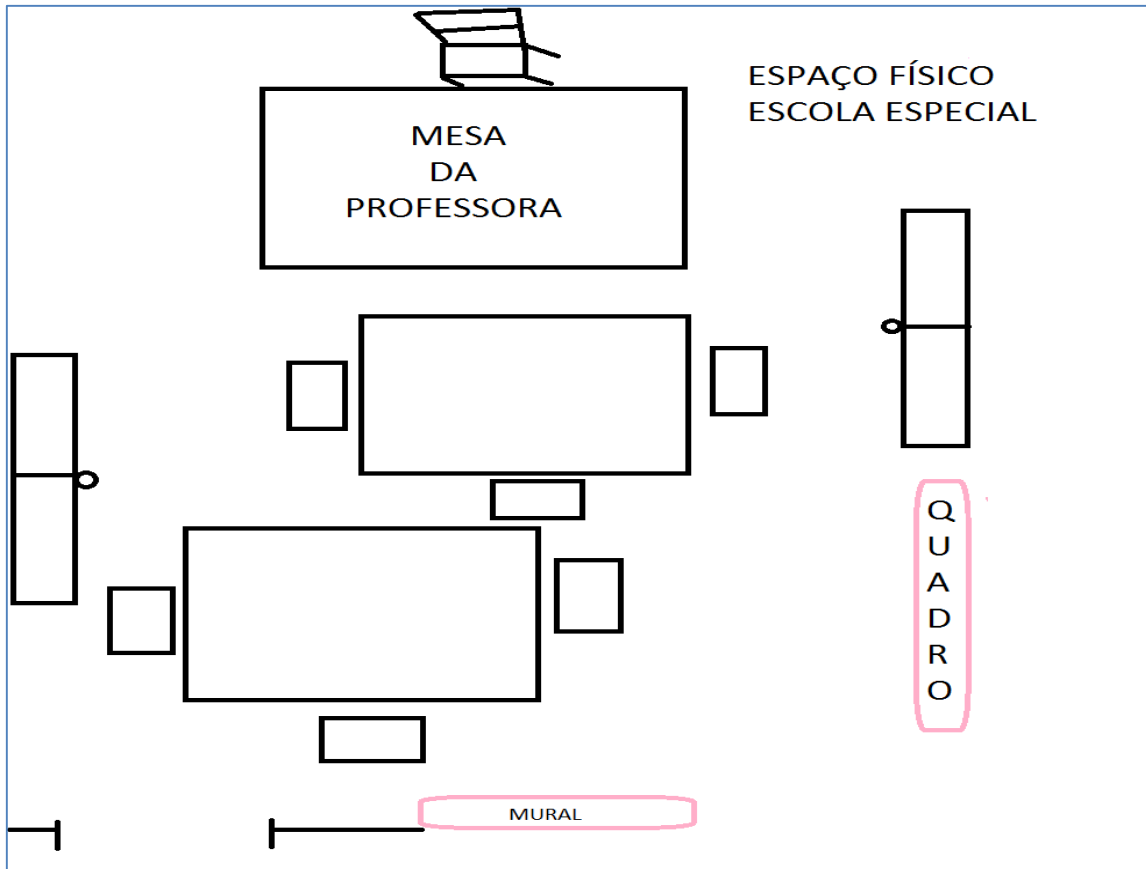 ESPAÇO FÍSICO
ESCOLA ESPECIAL
MESA
DA
PROFESSORA
Q
U
A
D
R
O
MURAL